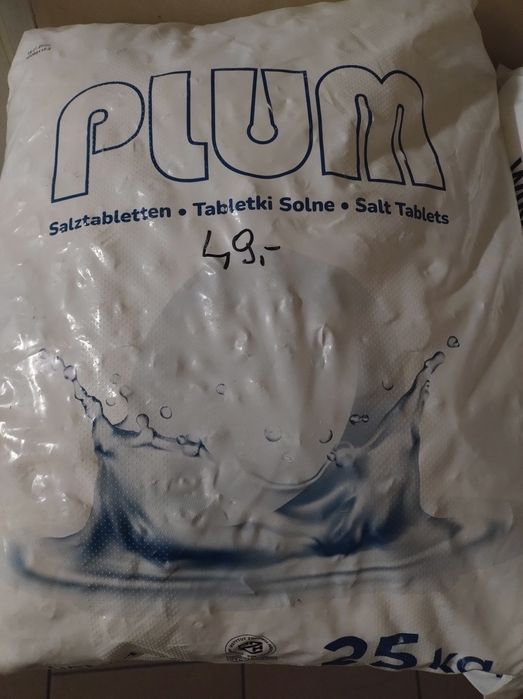 PLUM
Salztabletten • Tabletki Solne • Salt Tablets
49,-
25 kg